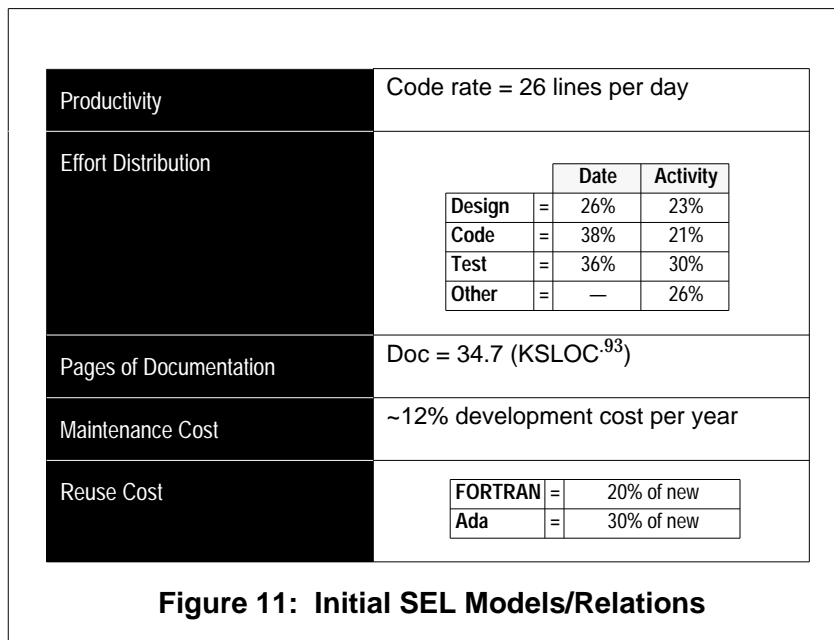 Productivity Code rate = 26 lines per day
Effort Distribution
Date Activity
Design = 26% 23%
Code = 38% 21%
Test = 36% 30%
Other = — 26%
Pages of Documentation Doc = 34.7 (KSLOC^.93)
Maintenance Cost ~12% development cost per year
Reuse Cost
FORTRAN = 20% of new
Ada = 30% of new
Figure 11: Initial SEL Models/Relations